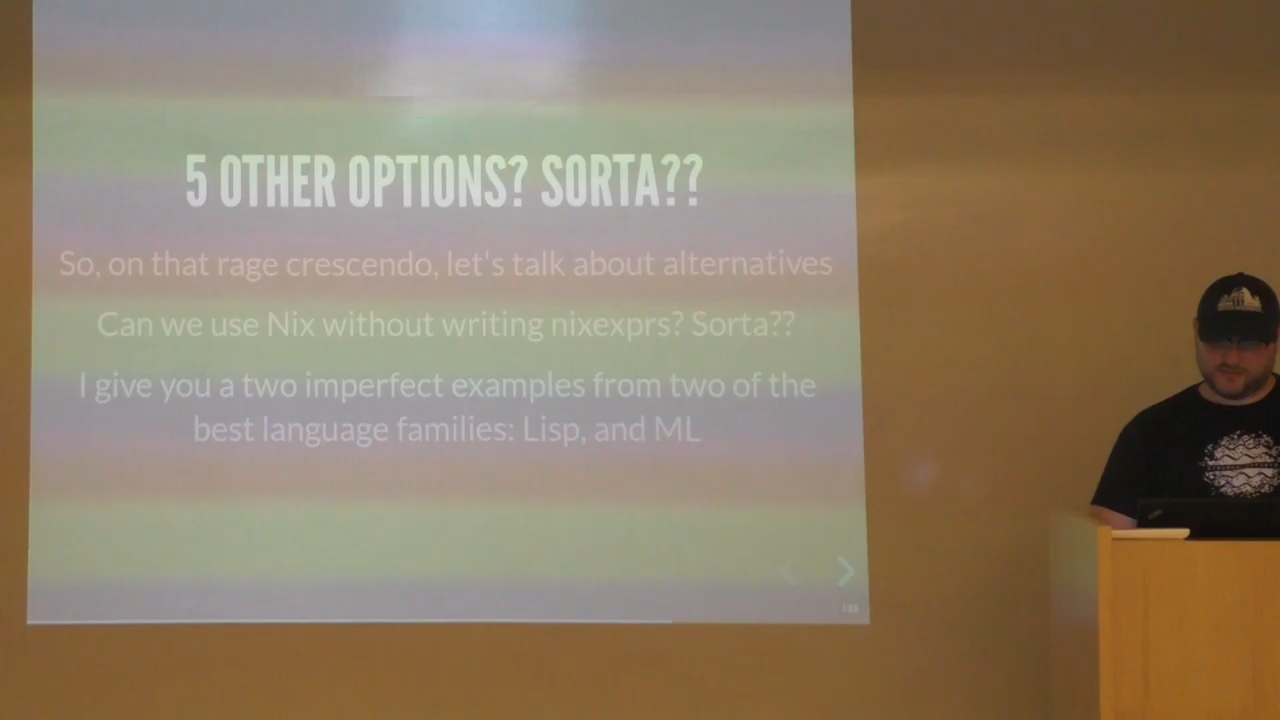 5 OTHER OPTIONS? SORTA??
So, on that rage crescendo, let's talk about alternatives
Can we use Nix without writing nixexprs? Sorta??
I give you a two imperfect examples from two of the
best language families: Lisp, and ML